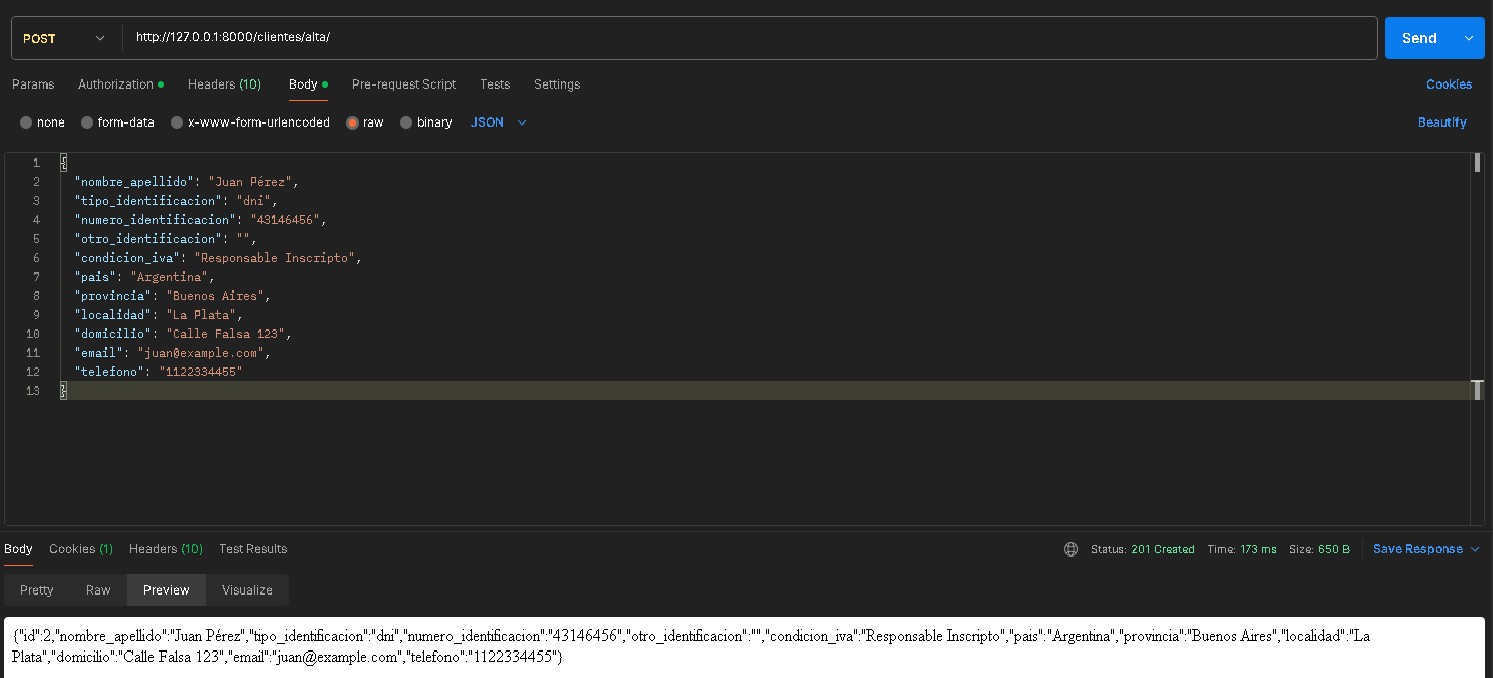 POST http://127.0.0.1:8000/clientes/alta/ Send
Params Authorization Headers (10) Body Pre-request Script Tests Settings Cookies
none form-data x-www-form-urlencoded raw binary JSON Beautify
1 {
2 "nombre_apellido": "Juan Pérez",
3 "tipo_identificacion": "dni",
4 "numero_identificacion": "43146456",
5 "otro_identificacion": "",
6 "condicion_iva": "Responsable Inscripto",
7 "pais": "Argentina",
8 "provincia": "Buenos Aires",
9 "localidad": "La Plata",
10 "domicilio": "Calle Falsa 123",
11 "email": "juan@example.com",
12 "telefono": "1122334455"
13 }
Body Cookies (1) Headers (10) Test Results Status: 201 Created Time: 173 ms Size: 650 B Save Response
Pretty Raw Preview Visualize
{"id":2,"nombre_apellido":"Juan Pérez","tipo_identificacion":"dni","numero_identificacion":"43146456","otro_identificacion":"","condicion_iva":"Responsable Inscripto","pais":"Argentina","provincia":"Buenos Aires","localidad":"La
Plata","domicilio":"Calle Falsa 123","email":"juan@example.com","telefono":"1122334455"}